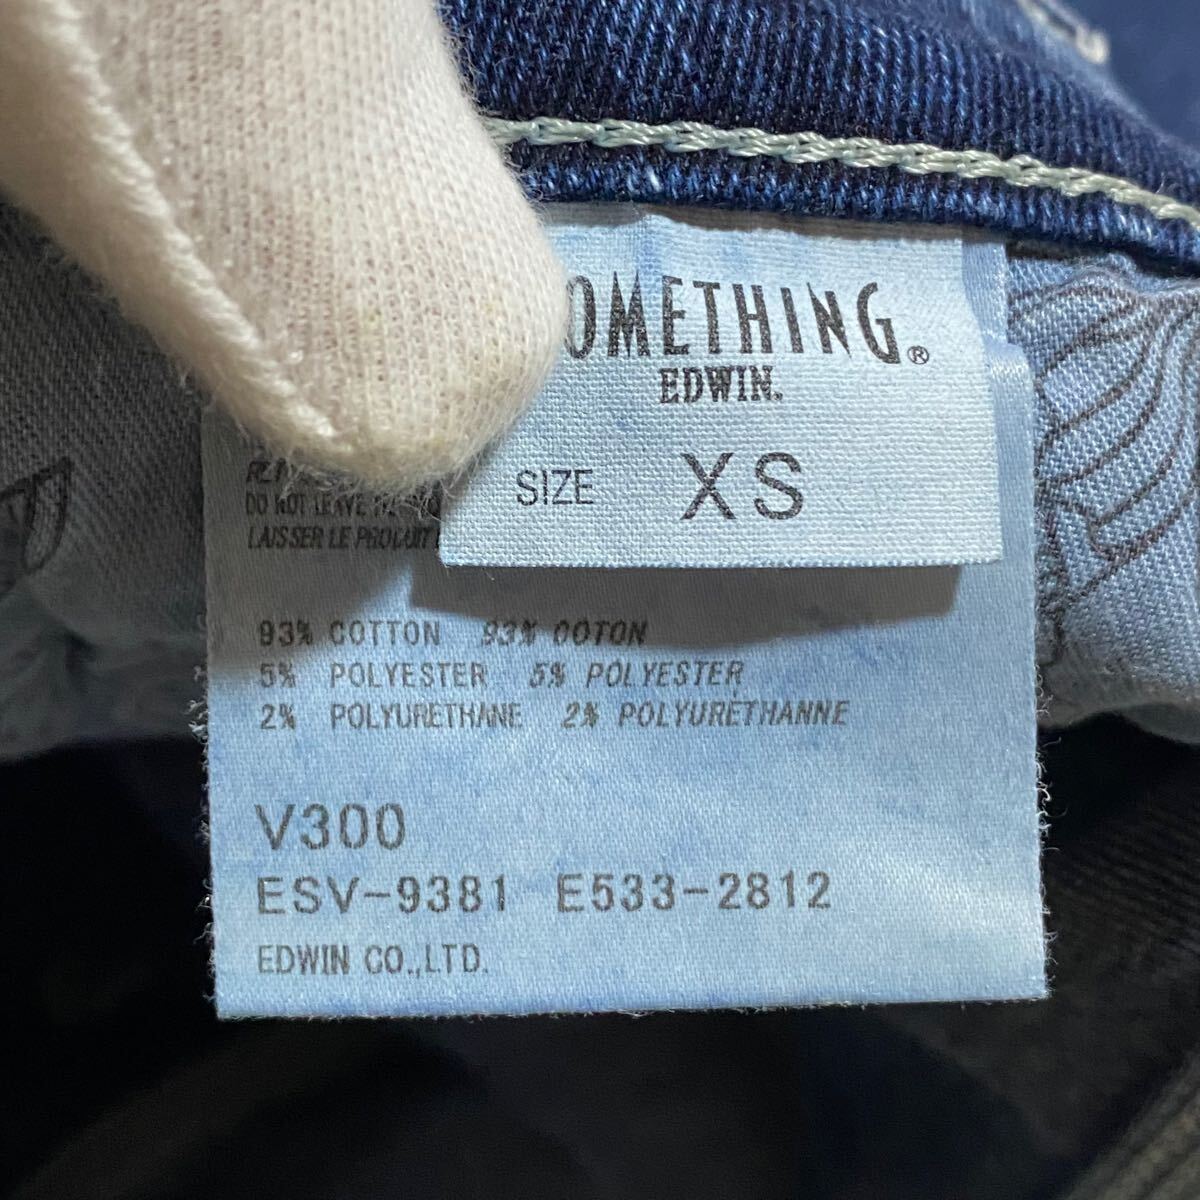 OMETHING®
EDWIN.
SIZE XS
DO NOT LEAVE
LAISSER LE PRODUIT
93% COTTON 93% OOTON
5% POLYESTER 5% POLYESTER
2% POLYURETHANE 2% POLYURÉTHANNE
V300
ESV-9381 E533-2812
EDWIN CO.,LTD.